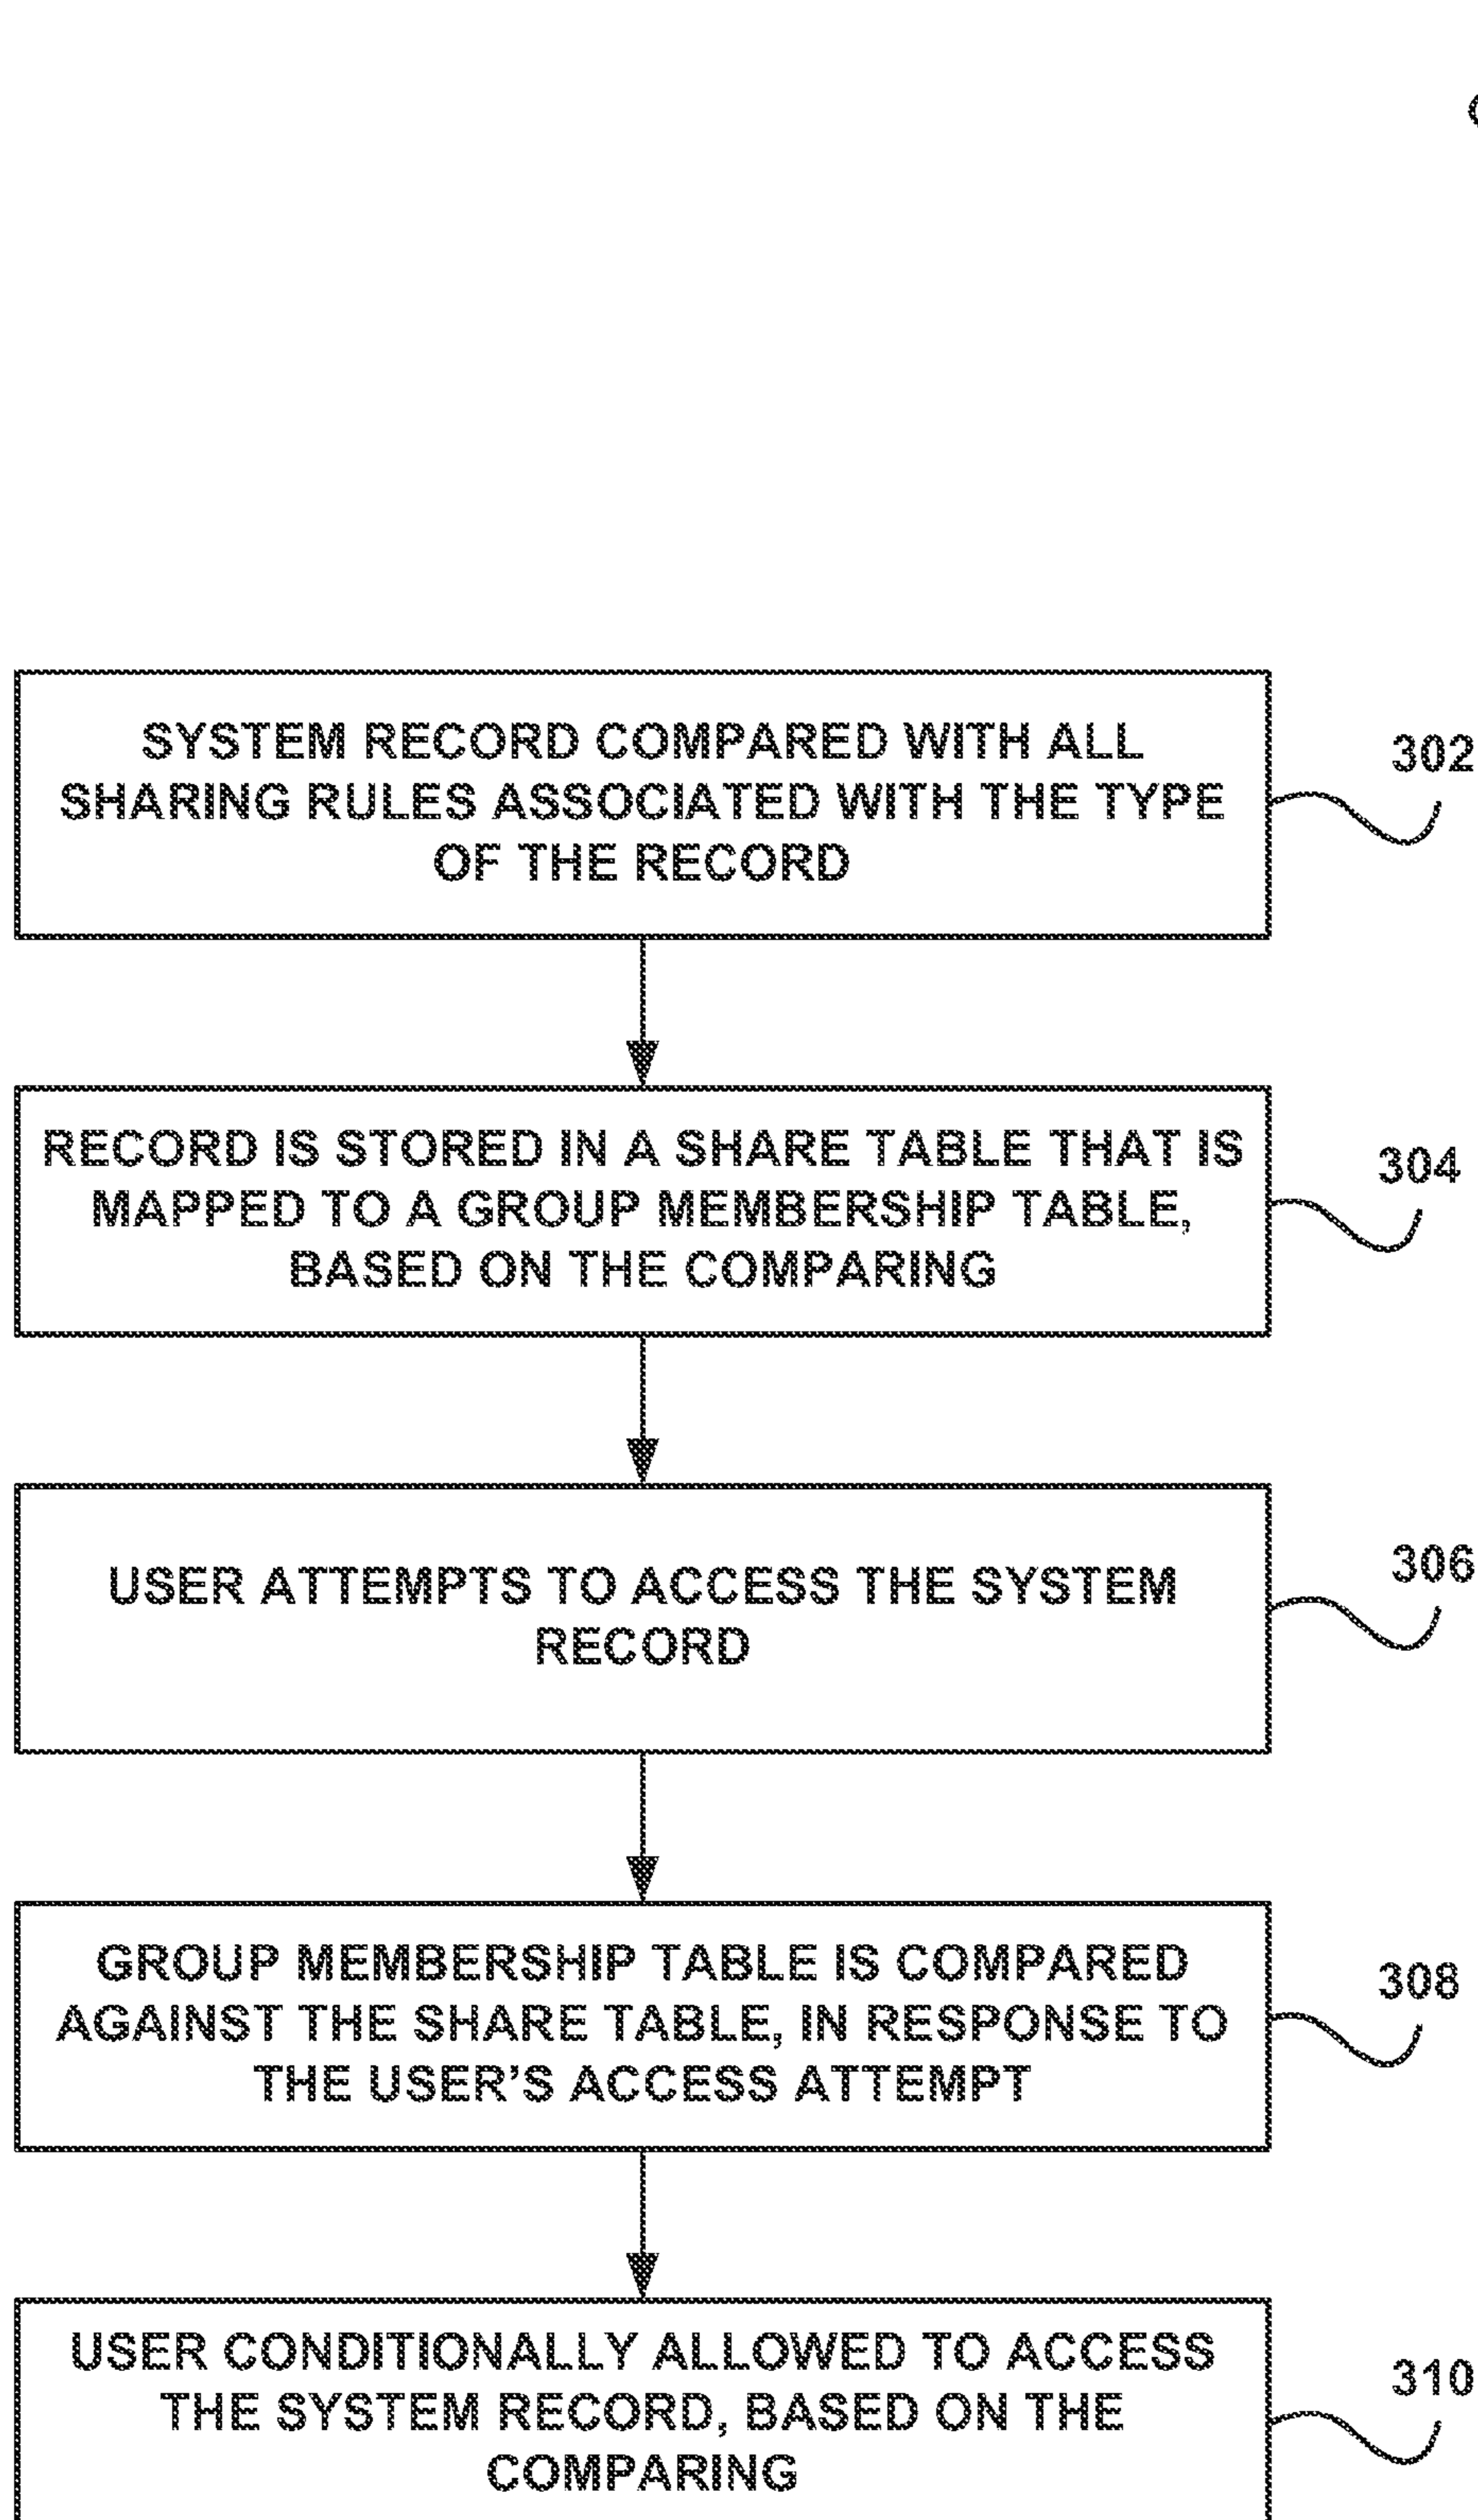 SYSTEM RECORD COMPARED WITH ALL
SHARING RULES ASSOCIATED WITH THE TYPE
OF THE RECORD
302
RECORD IS STORED IN A SHARE TABLE THAT IS
MAPPED TO A GROUP MEMBERSHIP TABLE,
BASED ON THE COMPARING
304
USER ATTEMPTS TO ACCESS THE SYSTEM
RECORD
306
GROUP MEMBERSHIP TABLE IS COMPARED
AGAINST THE SHARE TABLE, IN RESPONSE TO
THE USER’S ACCESS ATTEMPT
308
USER CONDITIONALLY ALLOWED TO ACCESS
THE SYSTEM RECORD, BASED ON THE
COMPARING
310